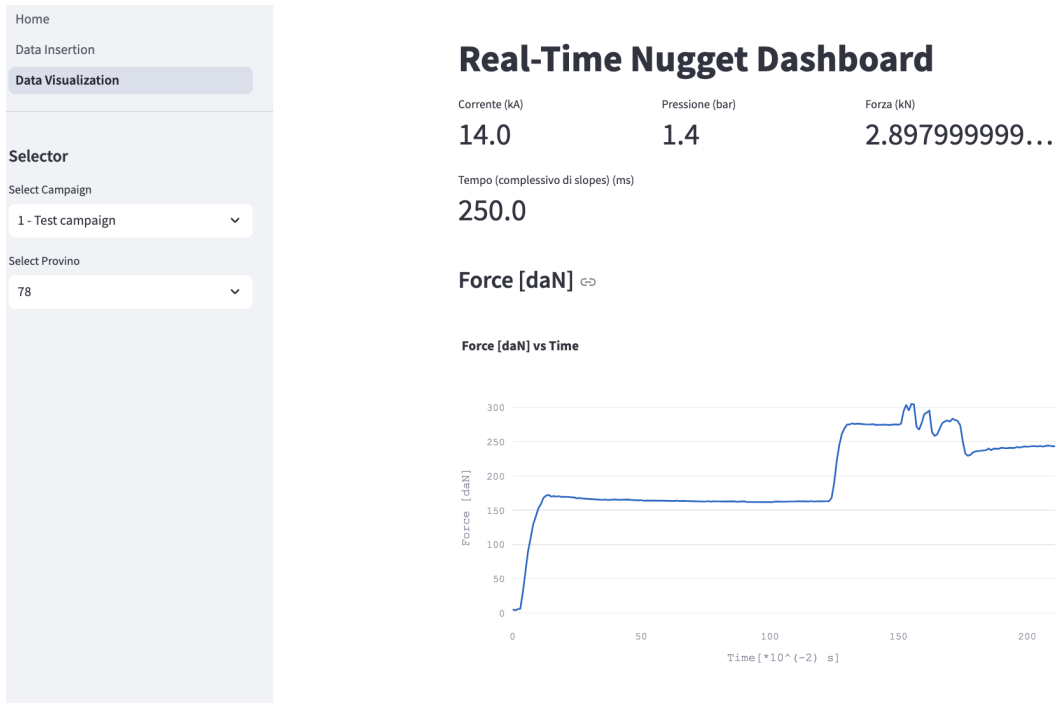 Home
Data Insertion
Data Visualization
Selector
Select Campaign
1 - Test campaign
Select Provino
78
Real-Time Nugget Dashboard
Corrente (kA) Pressione (bar) Forza (kN)
14.0 1.4 2.897999999...
Tempo (complessivo di slopes) (ms)
250.0
Force [daN]
Force [daN] vs Time
300
250
200
150
100
50
0
Force [daN]
0 50 100 150 200
Time[*10^(-2) s]